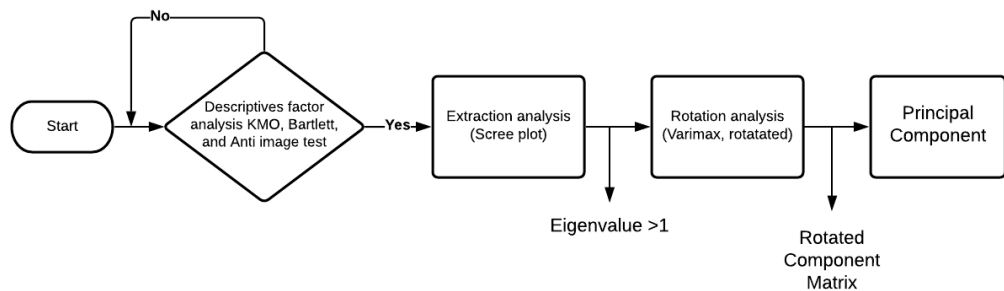 No
Start
Descriptives factor
analysis KMO, Bartlett,
and Anti image test
Yes
Extraction analysis
(Scree plot)
Rotation analysis
(Varimax, rotatated)
Principal
Component
Eigenvalue >1
Rotated
Component
Matrix